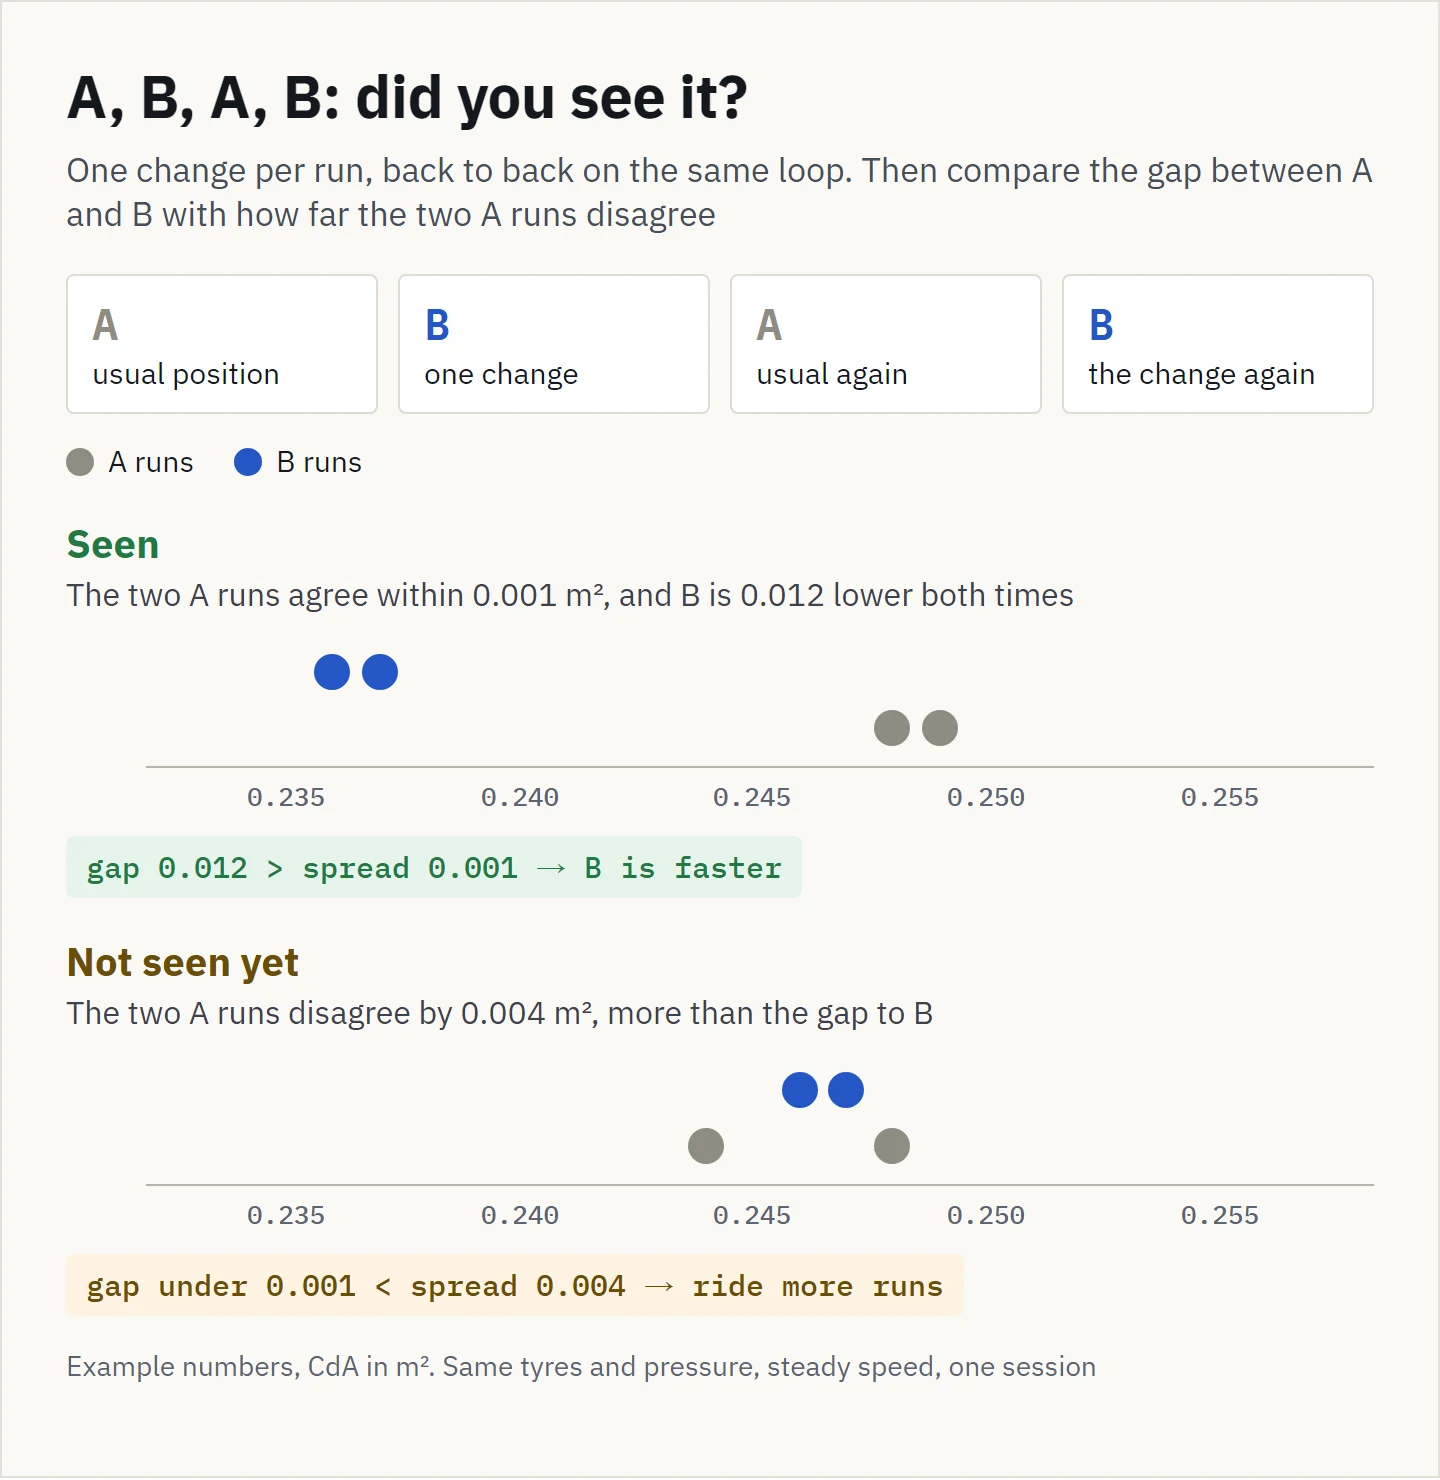 A, B, A, B: did you see it?
One change per run, back to back on the same loop. Then compare the gap between A
and B with how far the two A runs disagree
A
usual position
B
one change
A
usual again
B
the change again
A runs
B runs
Seen
The two A runs agree within 0.001 m², and B is 0.012 lower both times
0.235
0.240
0.245
0.250
0.255
gap 0.012 > spread 0.001 → B is faster
Not seen yet
The two A runs disagree by 0.004 m², more than the gap to B
0.235
0.240
0.245
0.250
0.255
gap under 0.001 < spread 0.004 → ride more runs
Example numbers, CdA in m². Same tyres and pressure, steady speed, one session